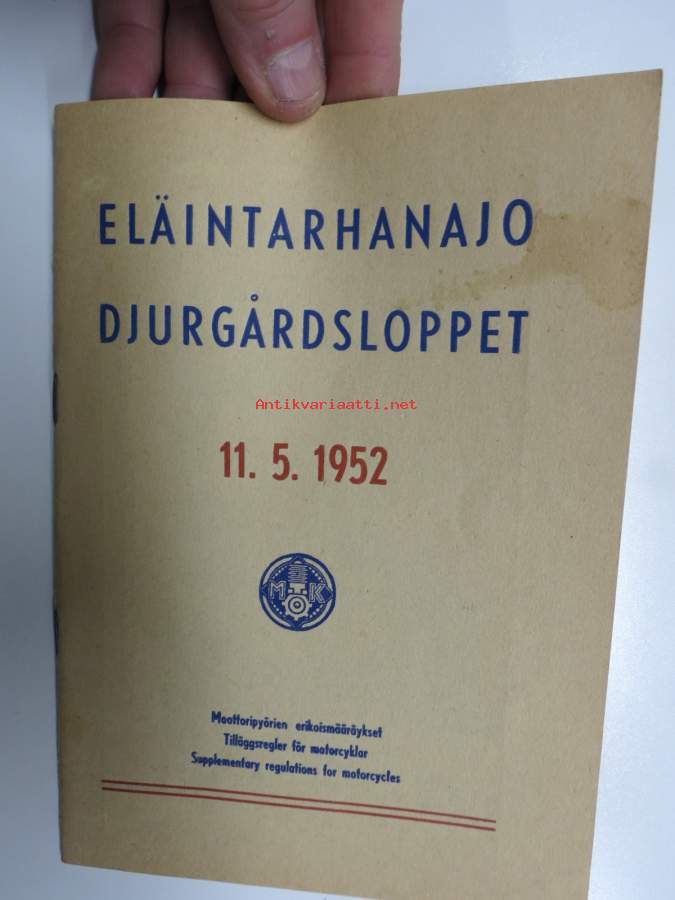 ELÄINTARHANAJO
DJURGÅRDSLOPPET
Antikvariaatti.net
11. 5. 1952
M K
Moottoripyörien erikoismääräykset
Tilläggsregler för motorcyklar
Supplementary regulations for motorcycles